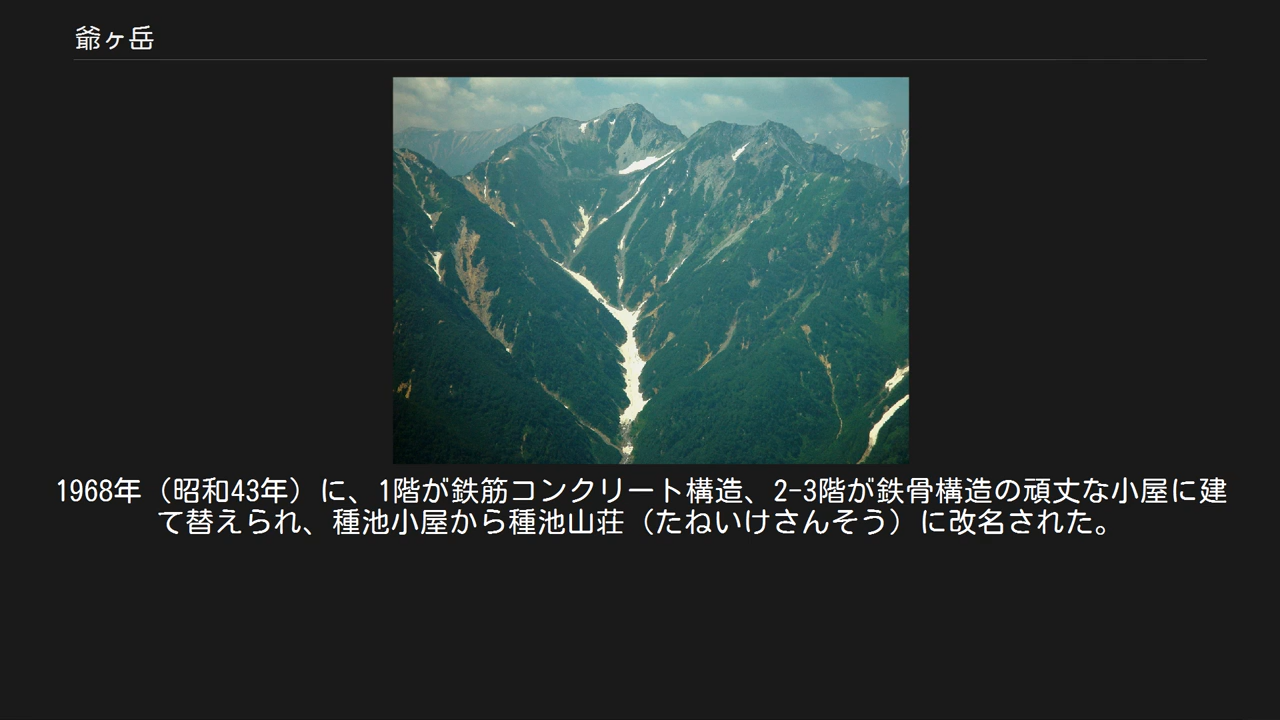 爺ヶ岳
1968年（昭和43年）に、1階が鉄筋コンクリート構造、2-3階が鉄骨構造の頑丈な小屋に建
て替えられ、種池小屋から種池山荘（たねいけさんそう）に改名された。